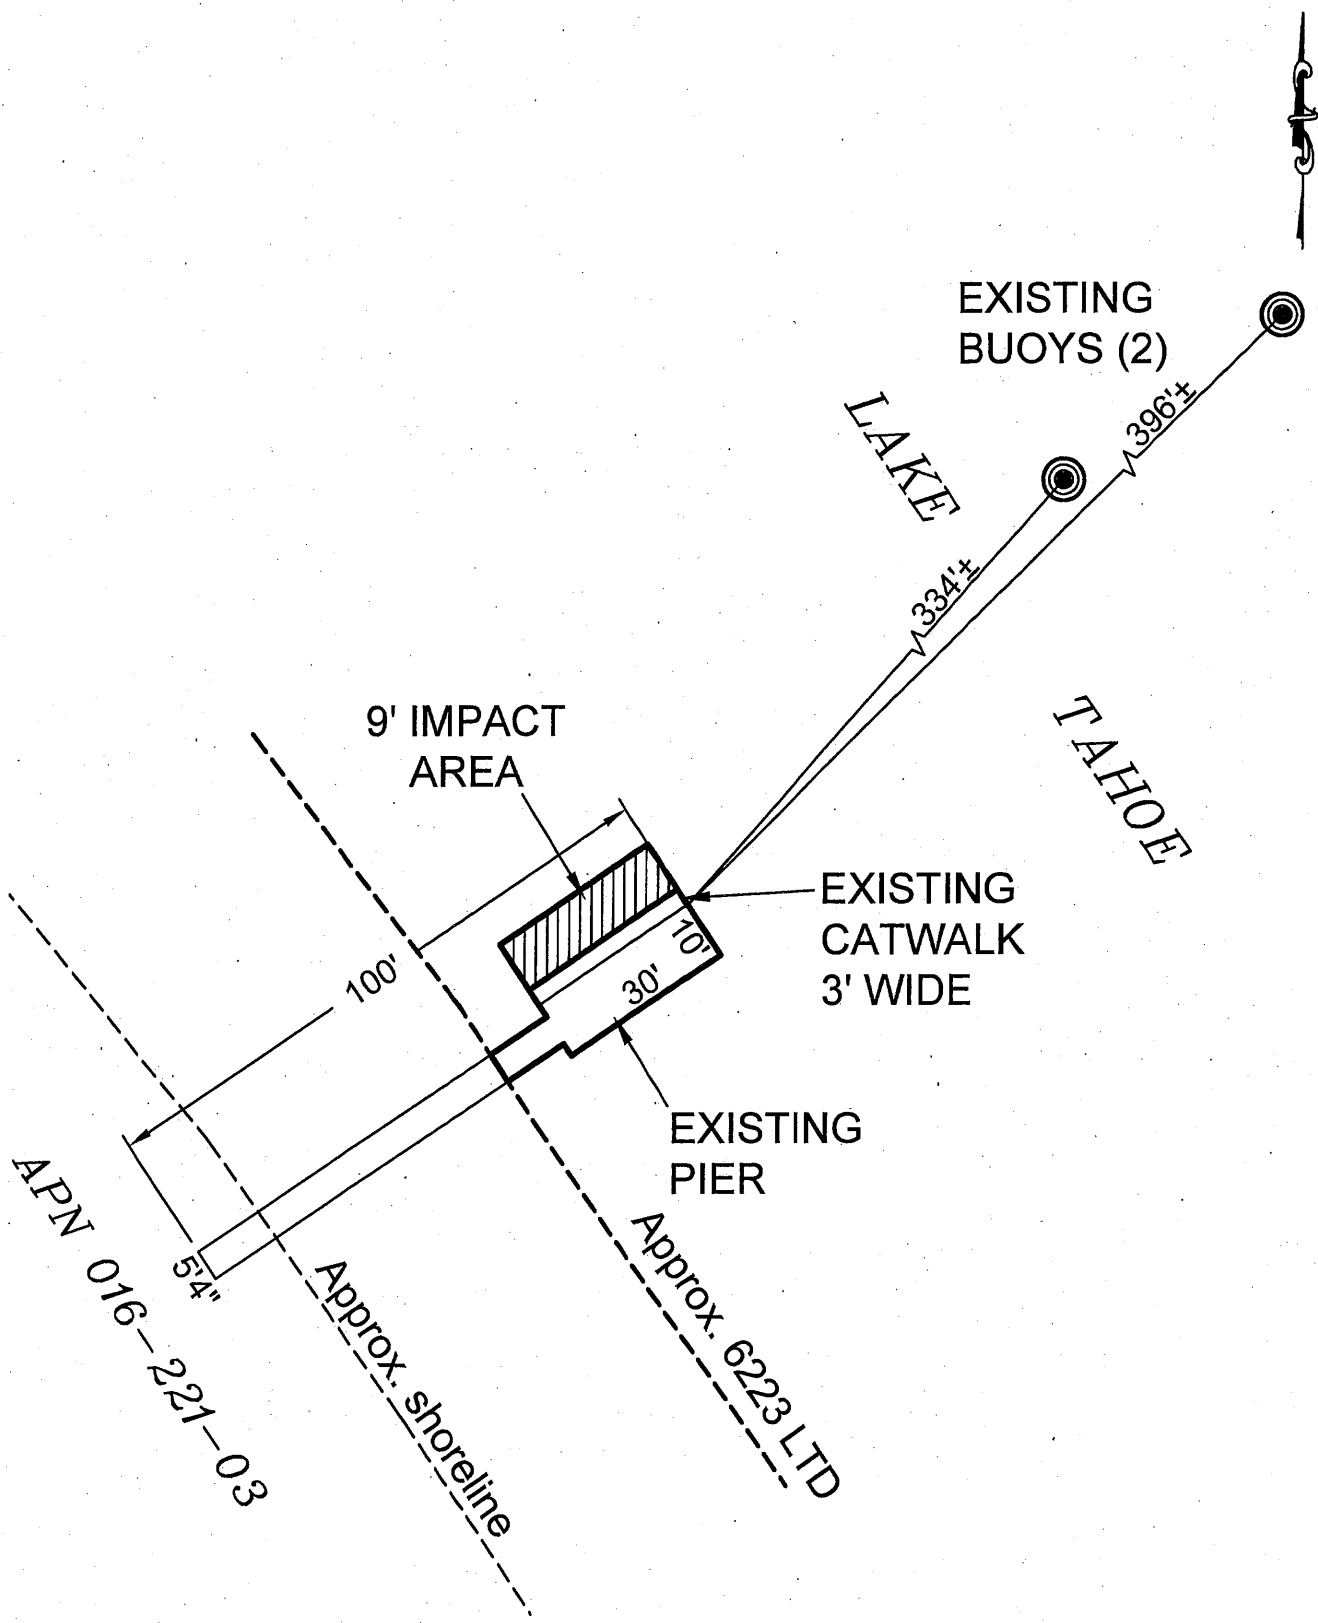 EXISTING
BUOYS (2)
396'±
LAKE
334'±
TAHOE
9' IMPACT
AREA
EXISTING
CATWALK
3' WIDE
10'
30'
100'
EXISTING
PIER
5'4"
APN 016-221-03
Approx. shoreline
Approx. 6223 LTD